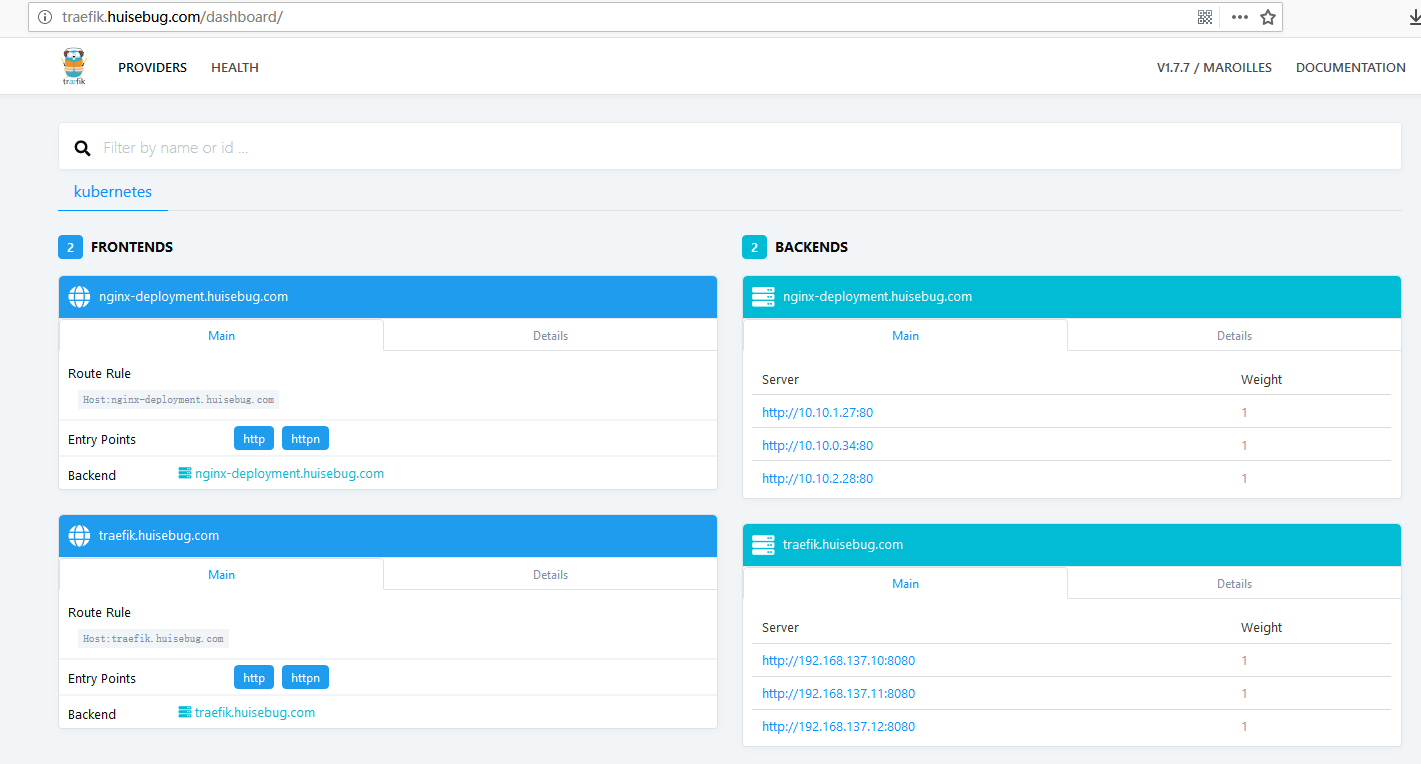 traefik.huisebug.com/dashboard/
træfik
PROVIDERS HEALTH V1.7.7 / MAROILLES DOCUMENTATION
Filter by name or id ...
kubernetes
2 FRONTENDS
nginx-deployment.huisebug.com
Main Details
Route Rule
Host:nginx-deployment.huisebug.com
Entry Points http httpn
Backend nginx-deployment.huisebug.com
traefik.huisebug.com
Main Details
Route Rule
Host:traefik.huisebug.com
Entry Points http httpn
Backend traefik.huisebug.com
2 BACKENDS
nginx-deployment.huisebug.com
Main Details
Server Weight
http://10.10.1.27:80 1
http://10.10.0.34:80 1
http://10.10.2.28:80 1
traefik.huisebug.com
Main Details
Server Weight
http://192.168.137.10:8080 1
http://192.168.137.11:8080 1
http://192.168.137.12:8080 1